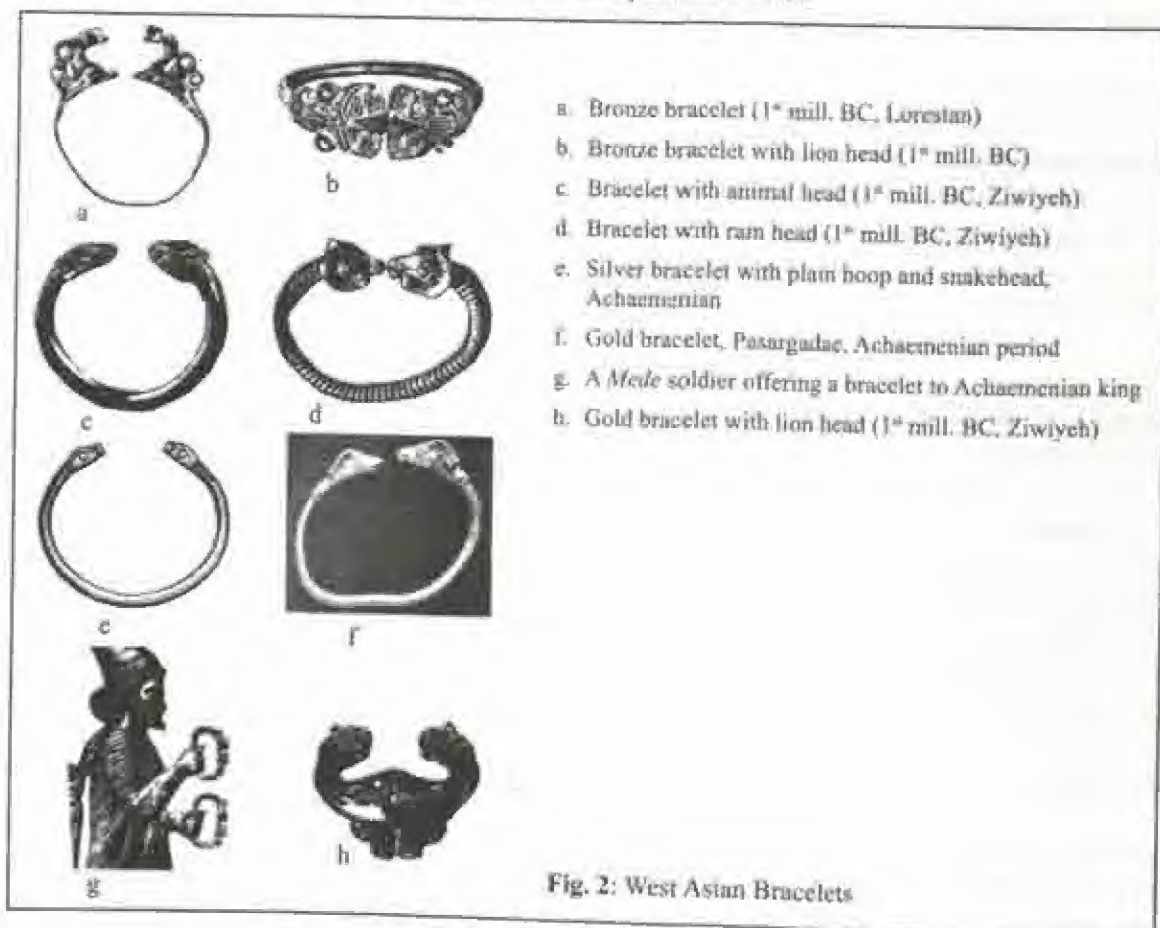 a
b
c
d
e
f
g
h
a. Bronze bracelet (1st mill. BC, Lorestan)
b. Bronze bracelet with lion head (1st mill. BC)
c. Bracelet with animal head (1st mill. BC, Ziwiyeh)
d. Bracelet with ram head (1st mill. BC, Ziwiyeh)
e. Silver bracelet with plain hoop and snakehead,
Achaemenian
f. Gold bracelet, Pasargadae, Achaemenian period
g. A Mede soldier offering a bracelet to Achaemenian king
h. Gold bracelet with lion head (1st mill. BC, Ziwiyeh)
Fig. 2: West Asian Bracelets